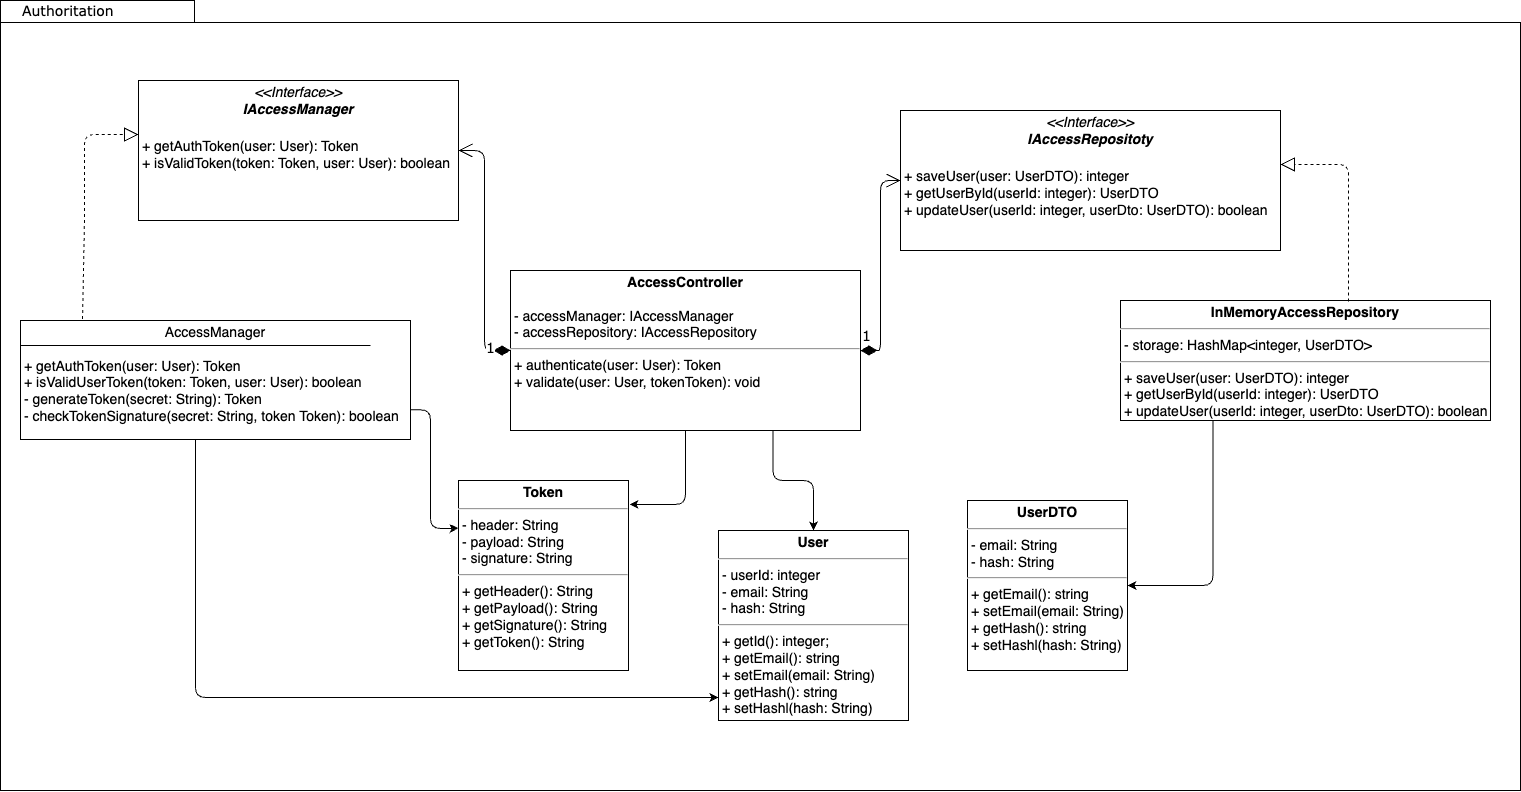 Authoritation
<<Interface>>
IAccessManager
+ getAuthToken(user: User): Token
+ isValidToken(token: Token, user: User): boolean
<<Interface>>
IAccessRepositoty
+ saveUser(user: UserDTO): integer
+ getUserById(userId: integer): UserDTO
+ updateUser(userId: integer, userDto: UserDTO): boolean
AccessController
- accessManager: IAccessManager
- accessRepository: IAccessRepository
+ authenticate(user: User): Token
+ validate(user: User, tokenToken): void
1
1
AccessManager
+ getAuthToken(user: User): Token
+ isValidUserToken(token: Token, user: User): boolean
- generateToken(secret: String): Token
- checkTokenSignature(secret: String, token Token): boolean
InMemoryAccessRepository
- storage: HashMap<integer, UserDTO>
+ saveUser(user: UserDTO): integer
+ getUserById(userId: integer): UserDTO
+ updateUser(userId: integer, userDto: UserDTO): boolean
Token
- header: String
- payload: String
- signature: String
+ getHeader(): String
+ getPayload(): String
+ getSignature(): String
+ getToken(): String
User
- userId: integer
- email: String
- hash: String
+ getId(): integer;
+ getEmail(): string
+ setEmail(email: String)
+ getHash(): string
+ setHashl(hash: String)
UserDTO
- email: String
- hash: String
+ getEmail(): string
+ setEmail(email: String)
+ getHash(): string
+ setHashl(hash: String)